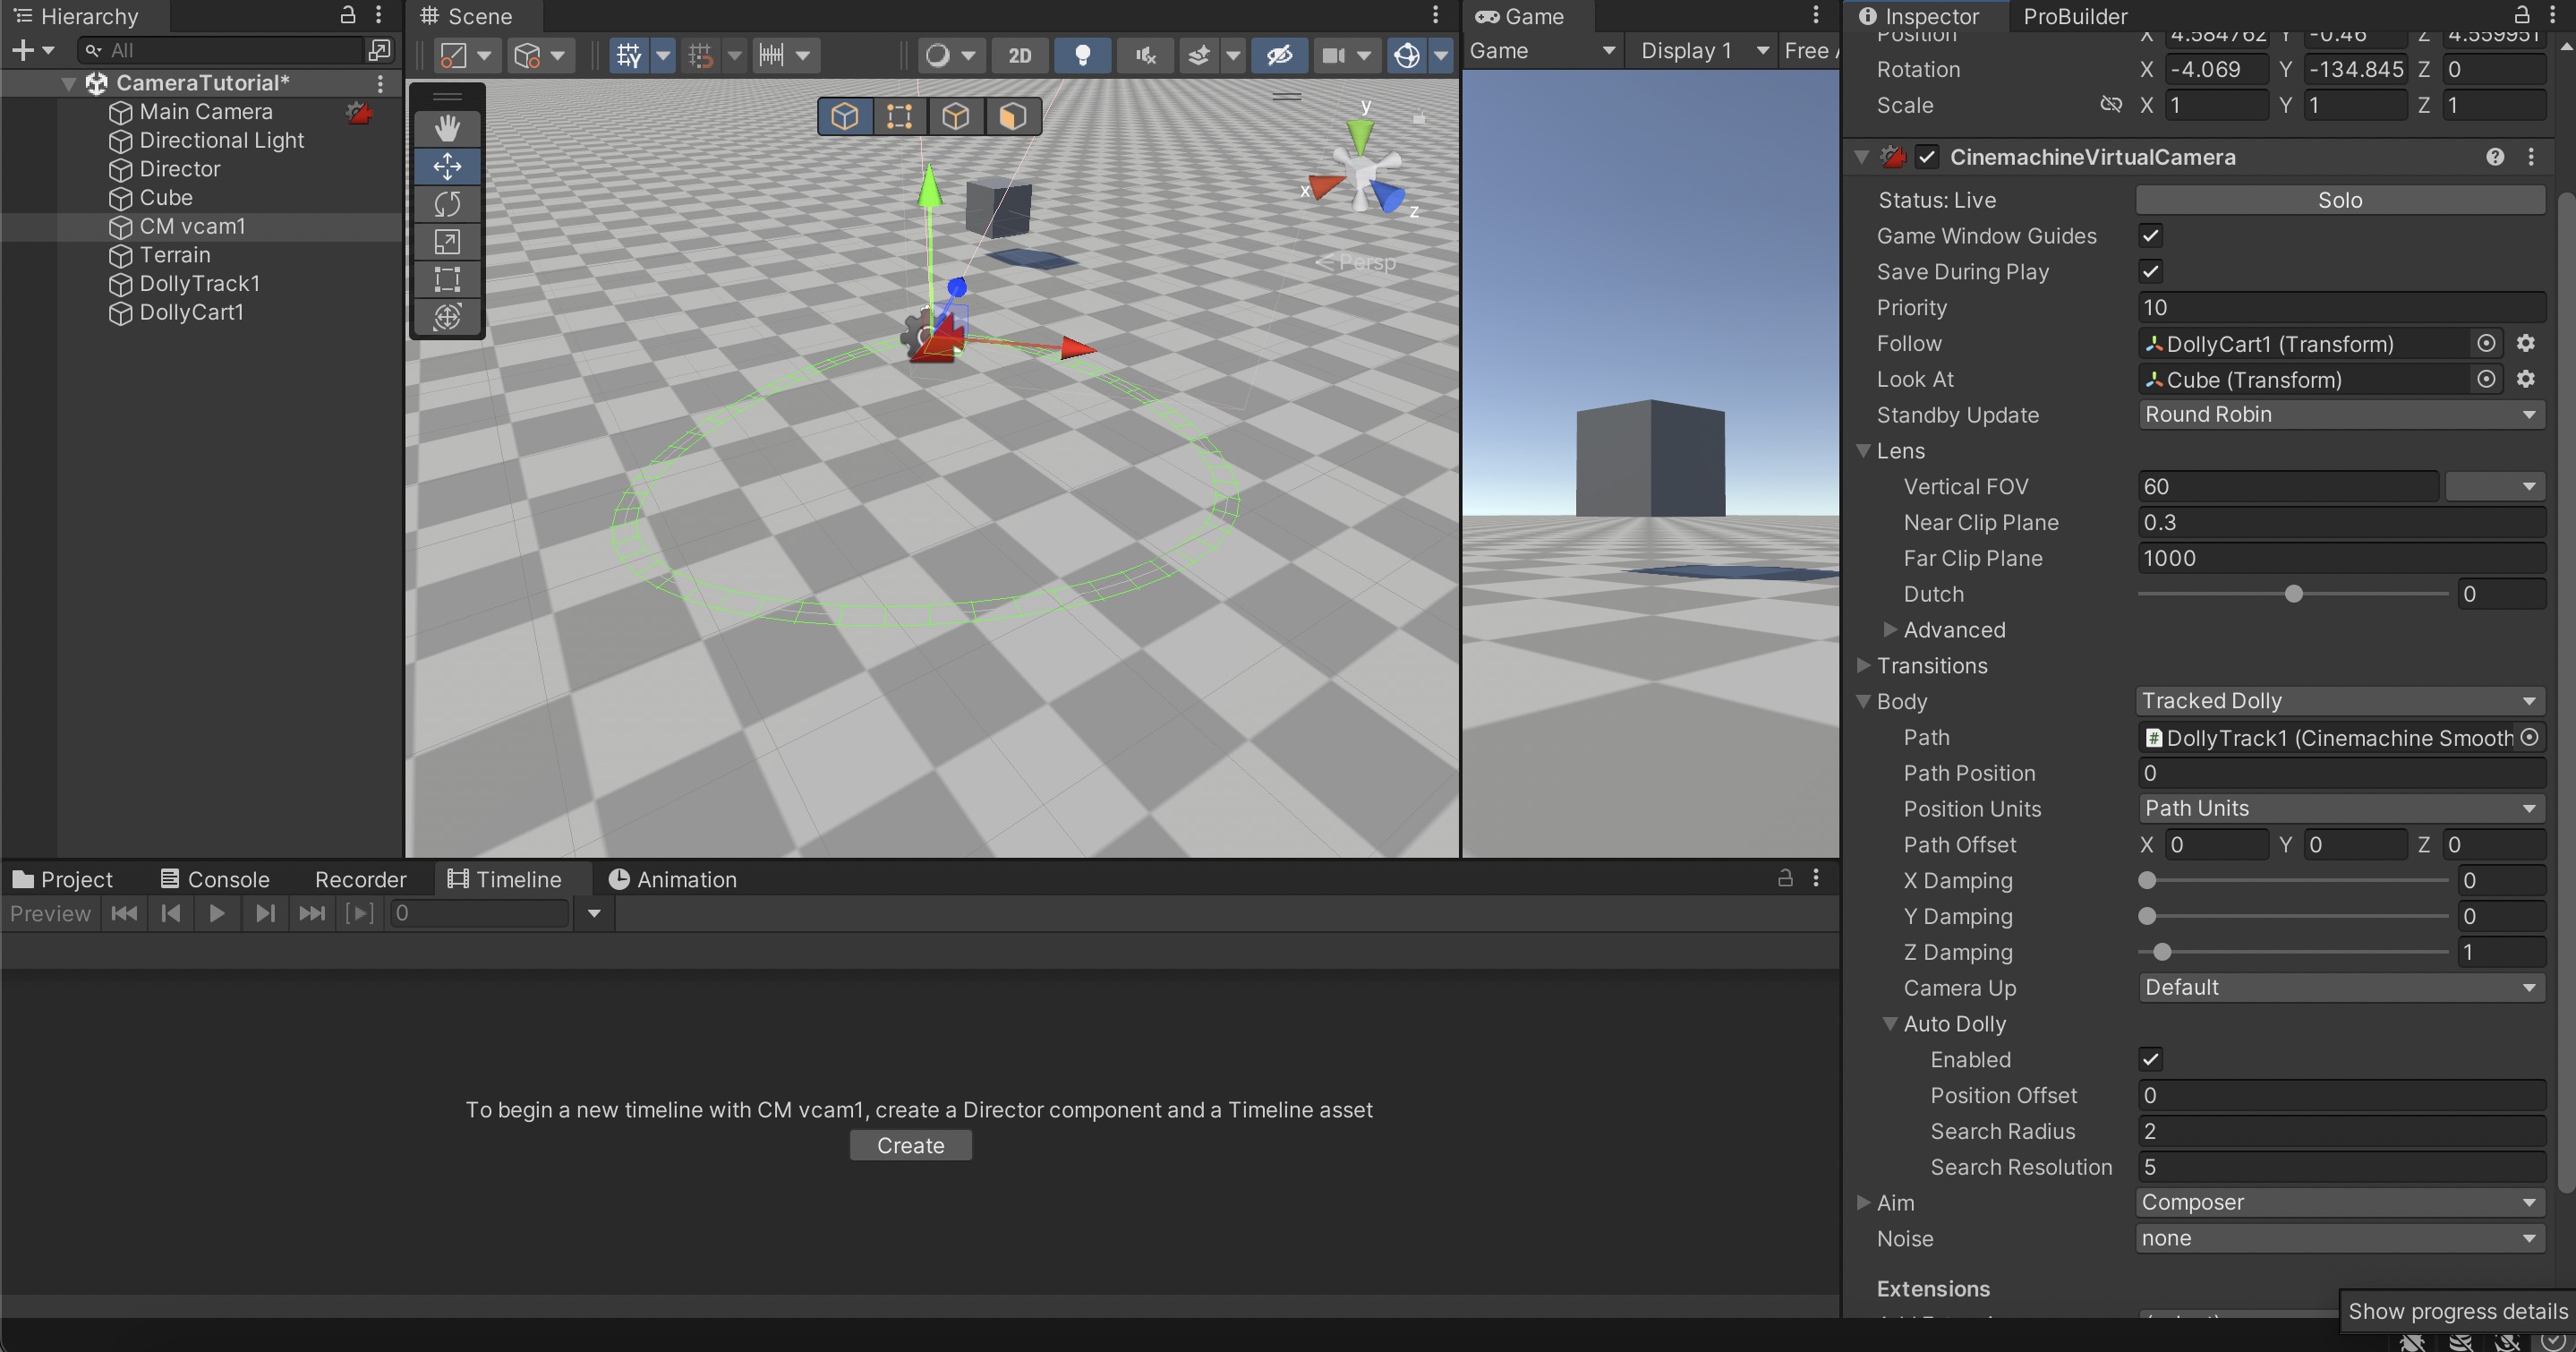 Hierarchy
All
CameraTutorial*
Main Camera
Directional Light
Director
Cube
CM vcam1
Terrain
DollyTrack1
DollyCart1
Scene
2D
y
x
z
Persp
Game
Game
Display 1
Free
Inspector
ProBuilder
Position X 4.584762 Y -0.46 Z 4.559951
Rotation X -4.069 Y -134.845 Z 0
Scale X 1 Y 1 Z 1
CinemachineVirtualCamera
Status: Live Solo
Game Window Guides
Save During Play
Priority 10
Follow DollyCart1 (Transform)
Look At Cube (Transform)
Standby Update Round Robin
Lens
Vertical FOV 60
Near Clip Plane 0.3
Far Clip Plane 1000
Dutch 0
Advanced
Transitions
Body Tracked Dolly
Path # DollyTrack1 (Cinemachine Smooth
Path Position 0
Position Units Path Units
Path Offset X 0 Y 0 Z 0
X Damping 0
Y Damping 0
Z Damping 1
Camera Up Default
Auto Dolly
Enabled
Position Offset 0
Search Radius 2
Search Resolution 5
Aim Composer
Noise none
Extensions
Show progress details
Project
Console
Recorder
Timeline
Animation
Preview
0
To begin a new timeline with CM vcam1, create a Director component and a Timeline asset
Create